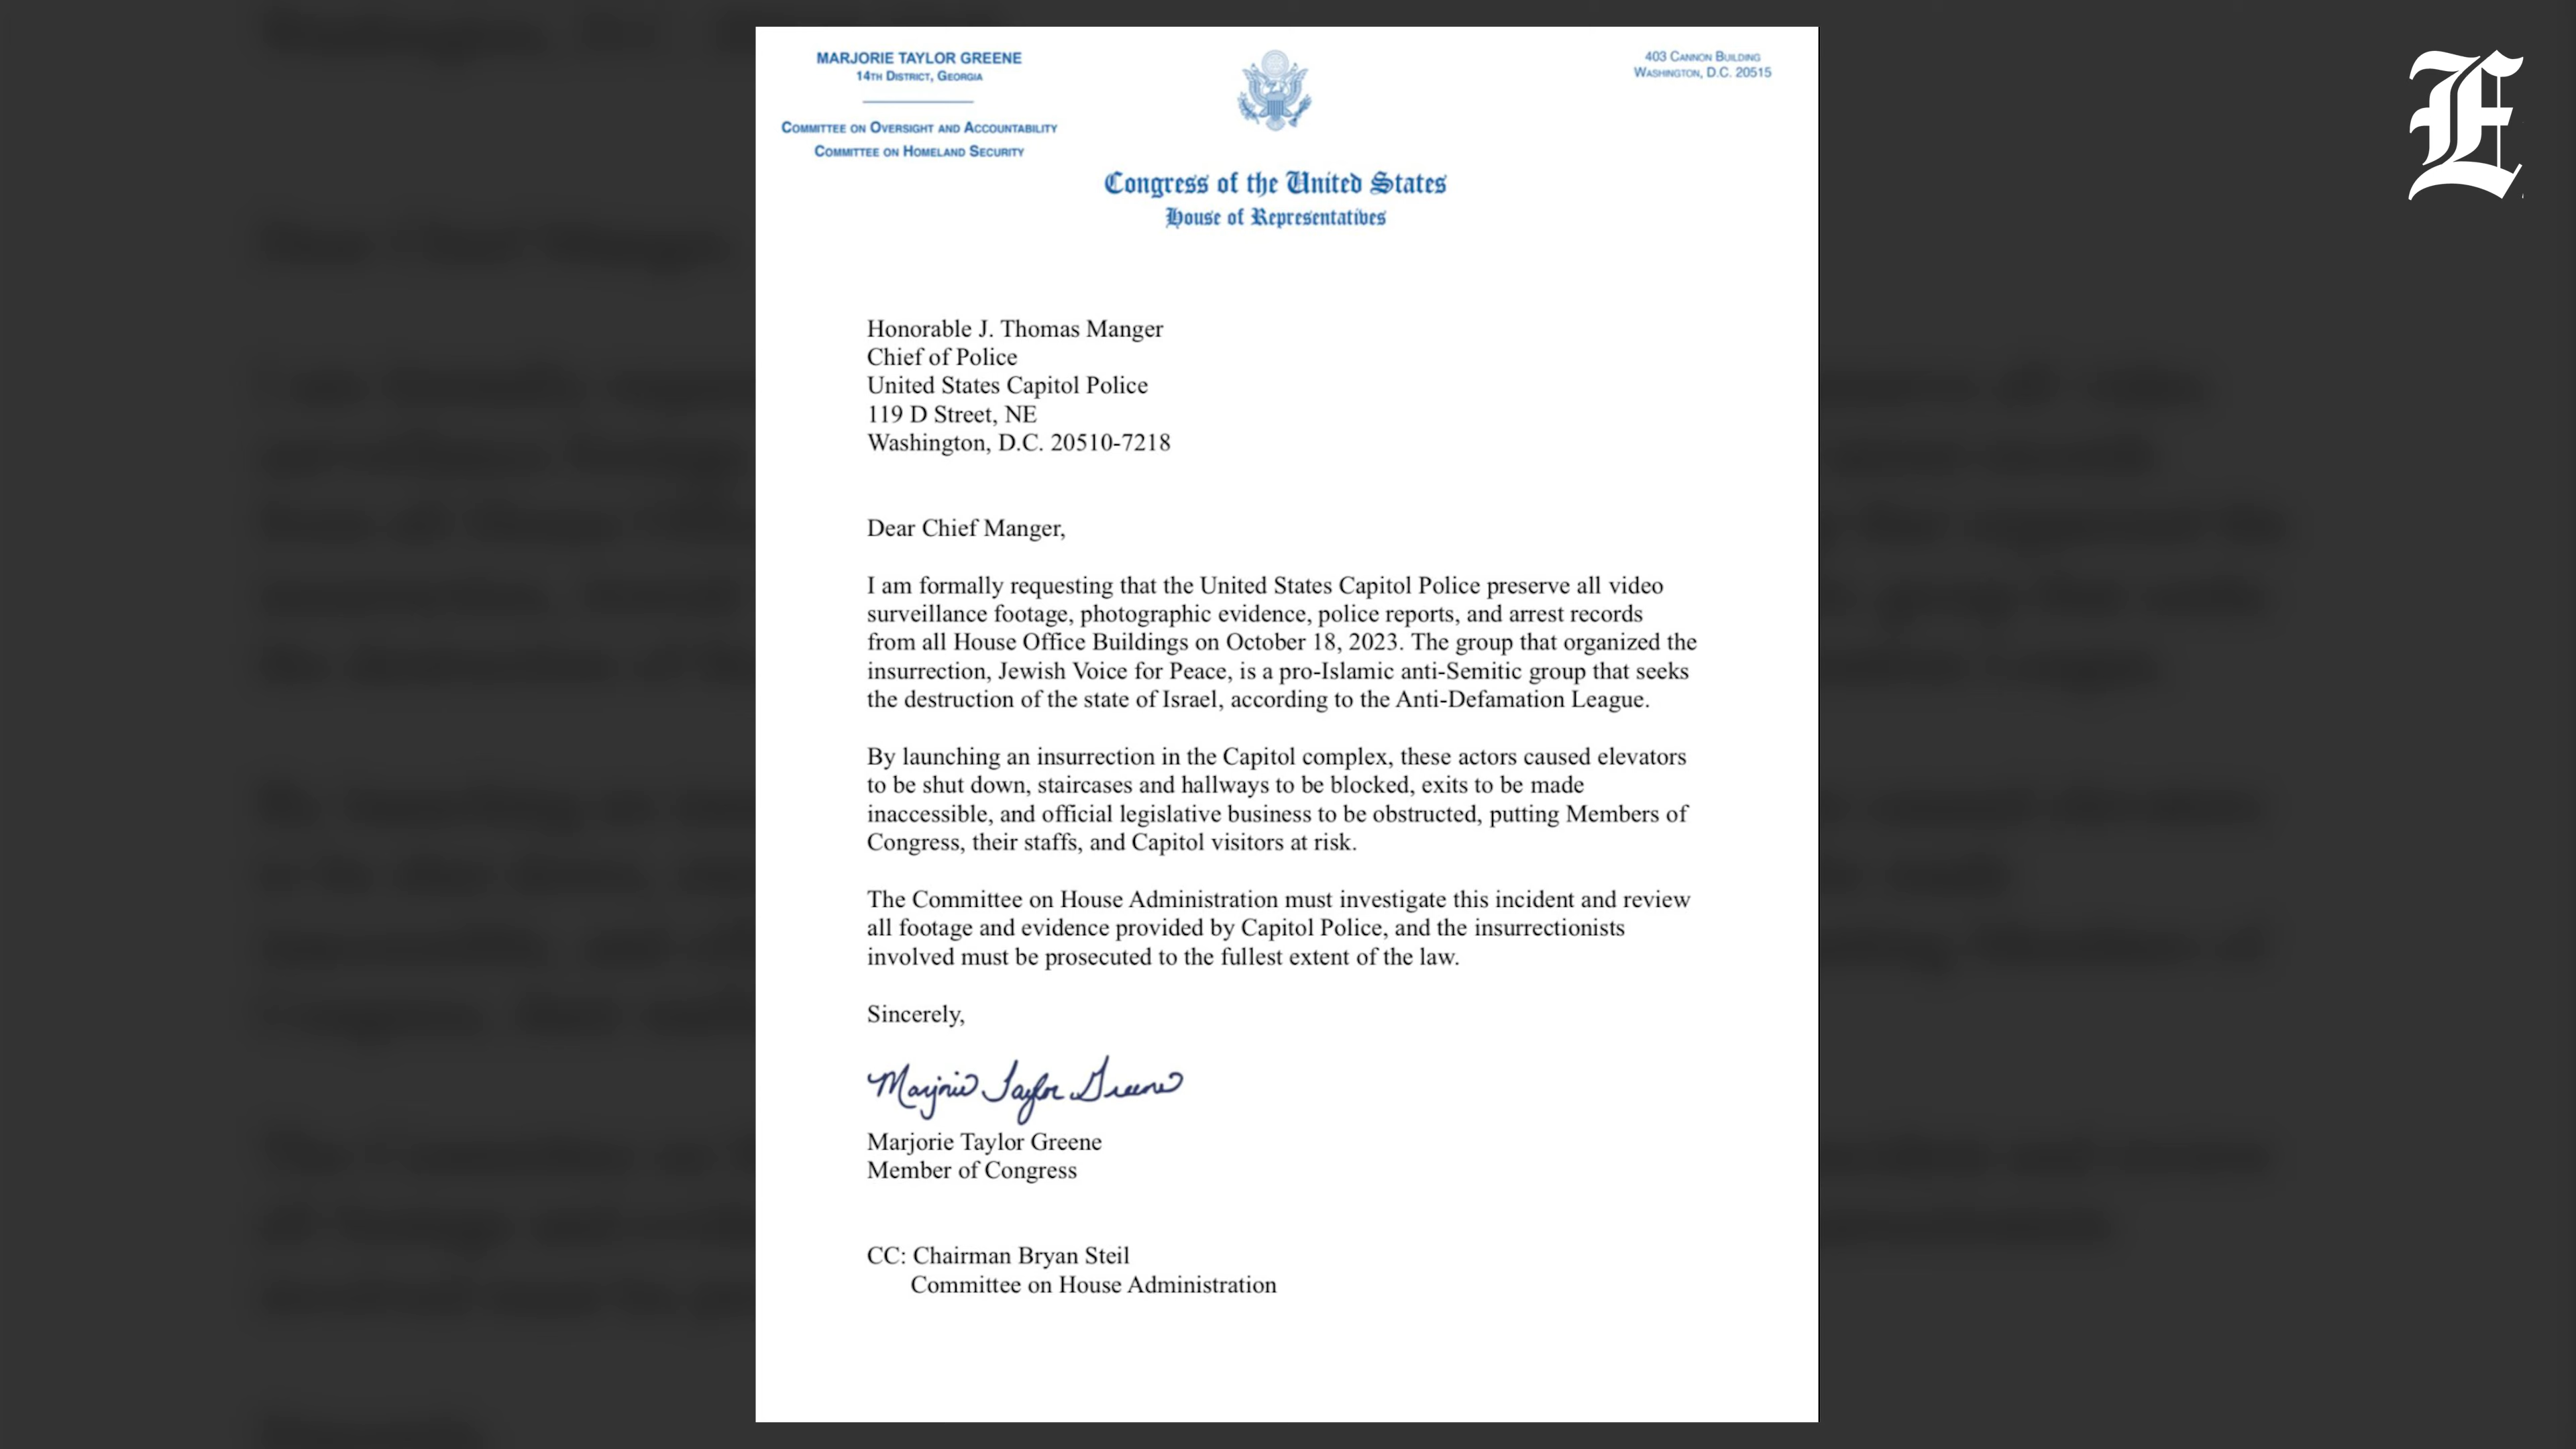 MARJORIE TAYLOR GREENE
14TH DISTRICT, GEORGIA
COMMITTEE ON OVERSIGHT AND ACCOUNTABILITY
COMMITTEE ON HOMELAND SECURITY
403 CANNON BUILDING
WASHINGTON, D.C. 20515
E
Congress of the United States
House of Representatives
Honorable J. Thomas Manger
Chief of Police
United States Capitol Police
119 D Street, NE
Washington, D.C. 20510-7218
Dear Chief Manger,
I am formally requesting that the United States Capitol Police preserve all video
surveillance footage, photographic evidence, police reports, and arrest records
from all House Office Buildings on October 18, 2023. The group that organized the
insurrection, Jewish Voice for Peace, is a pro-Islamic anti-Semitic group that seeks
the destruction of the state of Israel, according to the Anti-Defamation League.
By launching an insurrection in the Capitol complex, these actors caused elevators
to be shut down, staircases and hallways to be blocked, exits to be made
inaccessible, and official legislative business to be obstructed, putting Members of
Congress, their staffs, and Capitol visitors at risk.
The Committee on House Administration must investigate this incident and review
all footage and evidence provided by Capitol Police, and the insurrectionists
involved must be prosecuted to the fullest extent of the law.
Sincerely,
Marjorie Taylor Greene
Marjorie Taylor Greene
Member of Congress
CC: Chairman Bryan Steil
Committee on House Administration